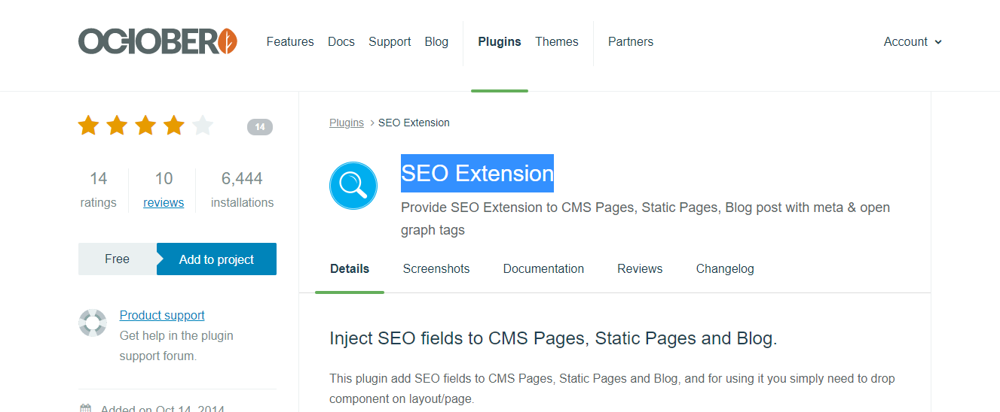 OCTOBER
Features Docs Support Blog Plugins Themes Partners Account
14
14 ratings
10 reviews
6,444 installations
Free Add to project
Product support
Get help in the plugin
support forum.
Added on Oct 14, 2014
Plugins > SEO Extension
SEO Extension
Provide SEO Extension to CMS Pages, Static Pages, Blog post with meta & open
graph tags
Details Screenshots Documentation Reviews Changelog
Inject SEO fields to CMS Pages, Static Pages and Blog.
This plugin add SEO fields to CMS Pages, Static Pages and Blog, and for using it you simply need to drop
component on layout/page.